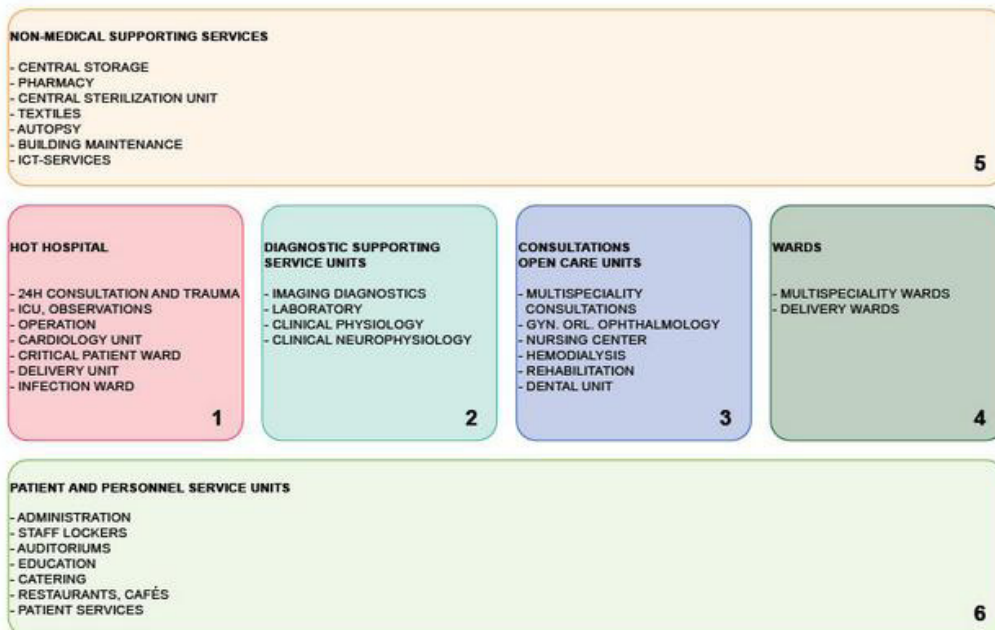 NON-MEDICAL SUPPORTING SERVICES
- CENTRAL STORAGE
- PHARMACY
- CENTRAL STERILIZATION UNIT
- TEXTILES
- AUTOPSY
- BUILDING MAINTENANCE
- ICT-SERVICES
5
HOT HOSPITAL
- 24H CONSULTATION AND TRAUMA
- ICU, OBSERVATIONS
- OPERATION
- CARDIOLOGY UNIT
- CRITICAL PATIENT WARD
- DELIVERY UNIT
- INFECTION WARD
1
DIAGNOSTIC SUPPORTING
SERVICE UNITS
- IMAGING DIAGNOSTICS
- LABORATORY
- CLINICAL PHYSIOLOGY
- CLINICAL NEUROPHYSIOLOGY
2
CONSULTATIONS
OPEN CARE UNITS
- MULTISPECIALITY
CONSULTATIONS
- GYN. ORL. OPHTHALMOLOGY
- NURSING CENTER
- HEMODIALYSIS
- REHABILITATION
- DENTAL UNIT
3
WARDS
- MULTISPECIALITY WARDS
- DELIVERY WARDS
4
PATIENT AND PERSONNEL SERVICE UNITS
- ADMINISTRATION
- STAFF LOCKERS
- AUDITORIUMS
- EDUCATION
- CATERING
- RESTAURANTS, CAFÉS
- PATIENT SERVICES
6